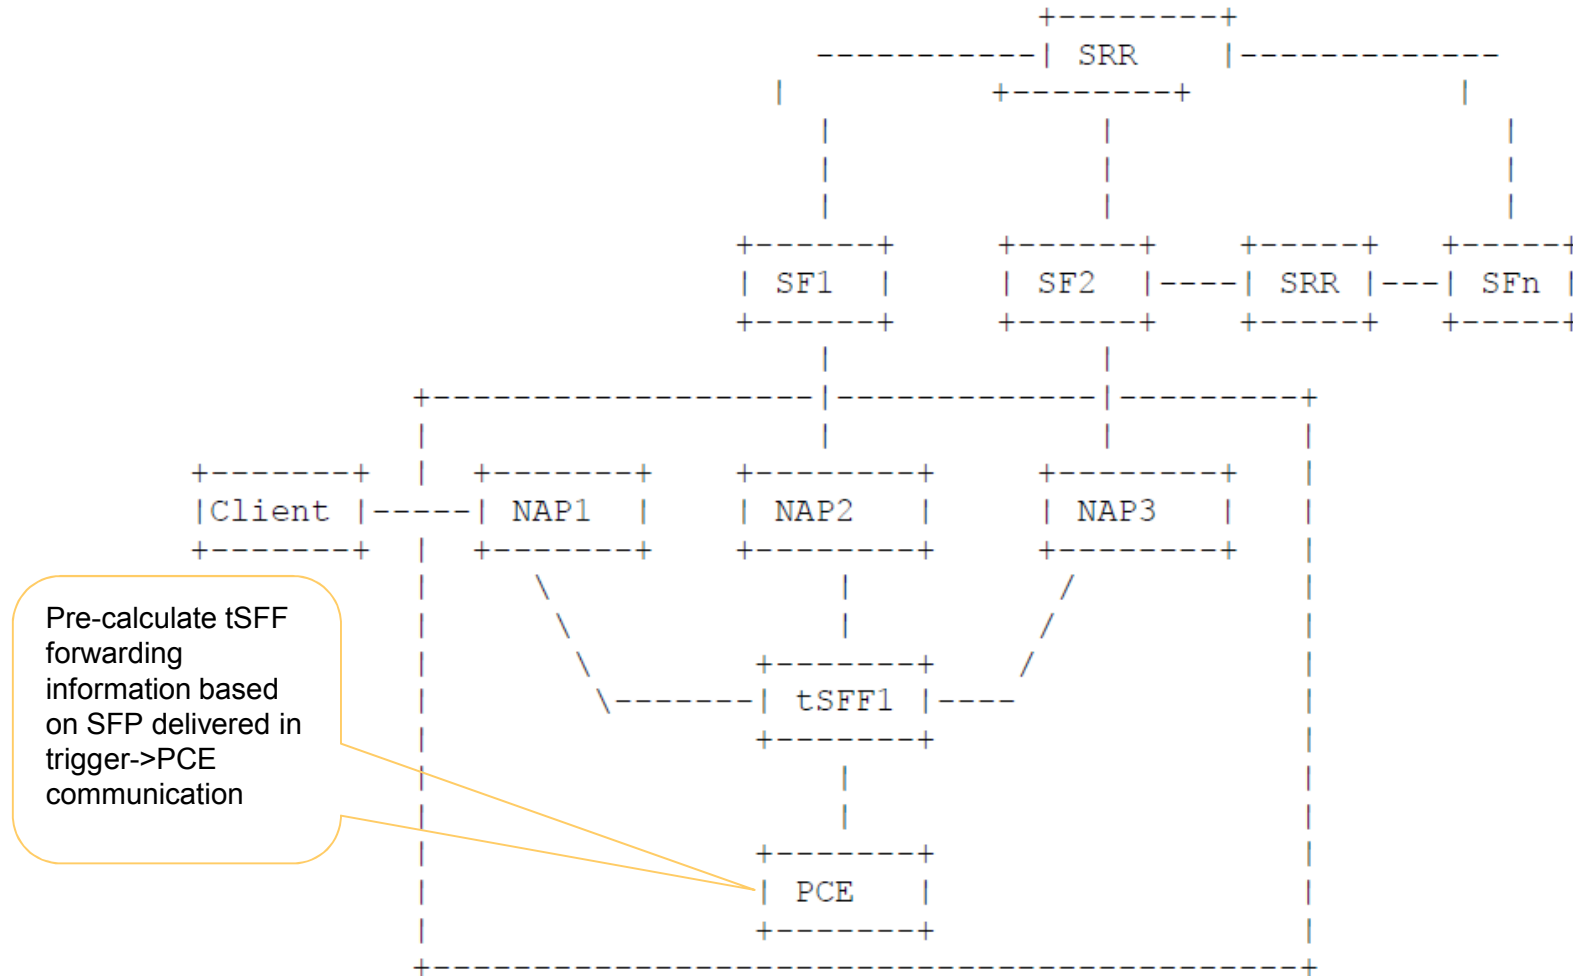 SRR
SF1 SF2 SRR SFn
Client NAP1 NAP2 NAP3
Pre-calculate tSFF
forwarding
information based
on SFP delivered in
trigger->PCE
communication
tSFF1
PCE